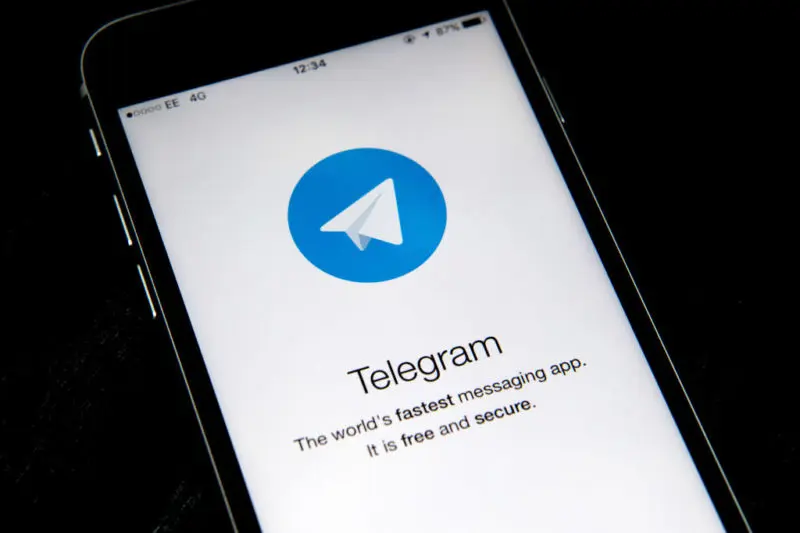 EE 4G 12:34 87%
Telegram
The world's fastest messaging app.
It is free and secure.